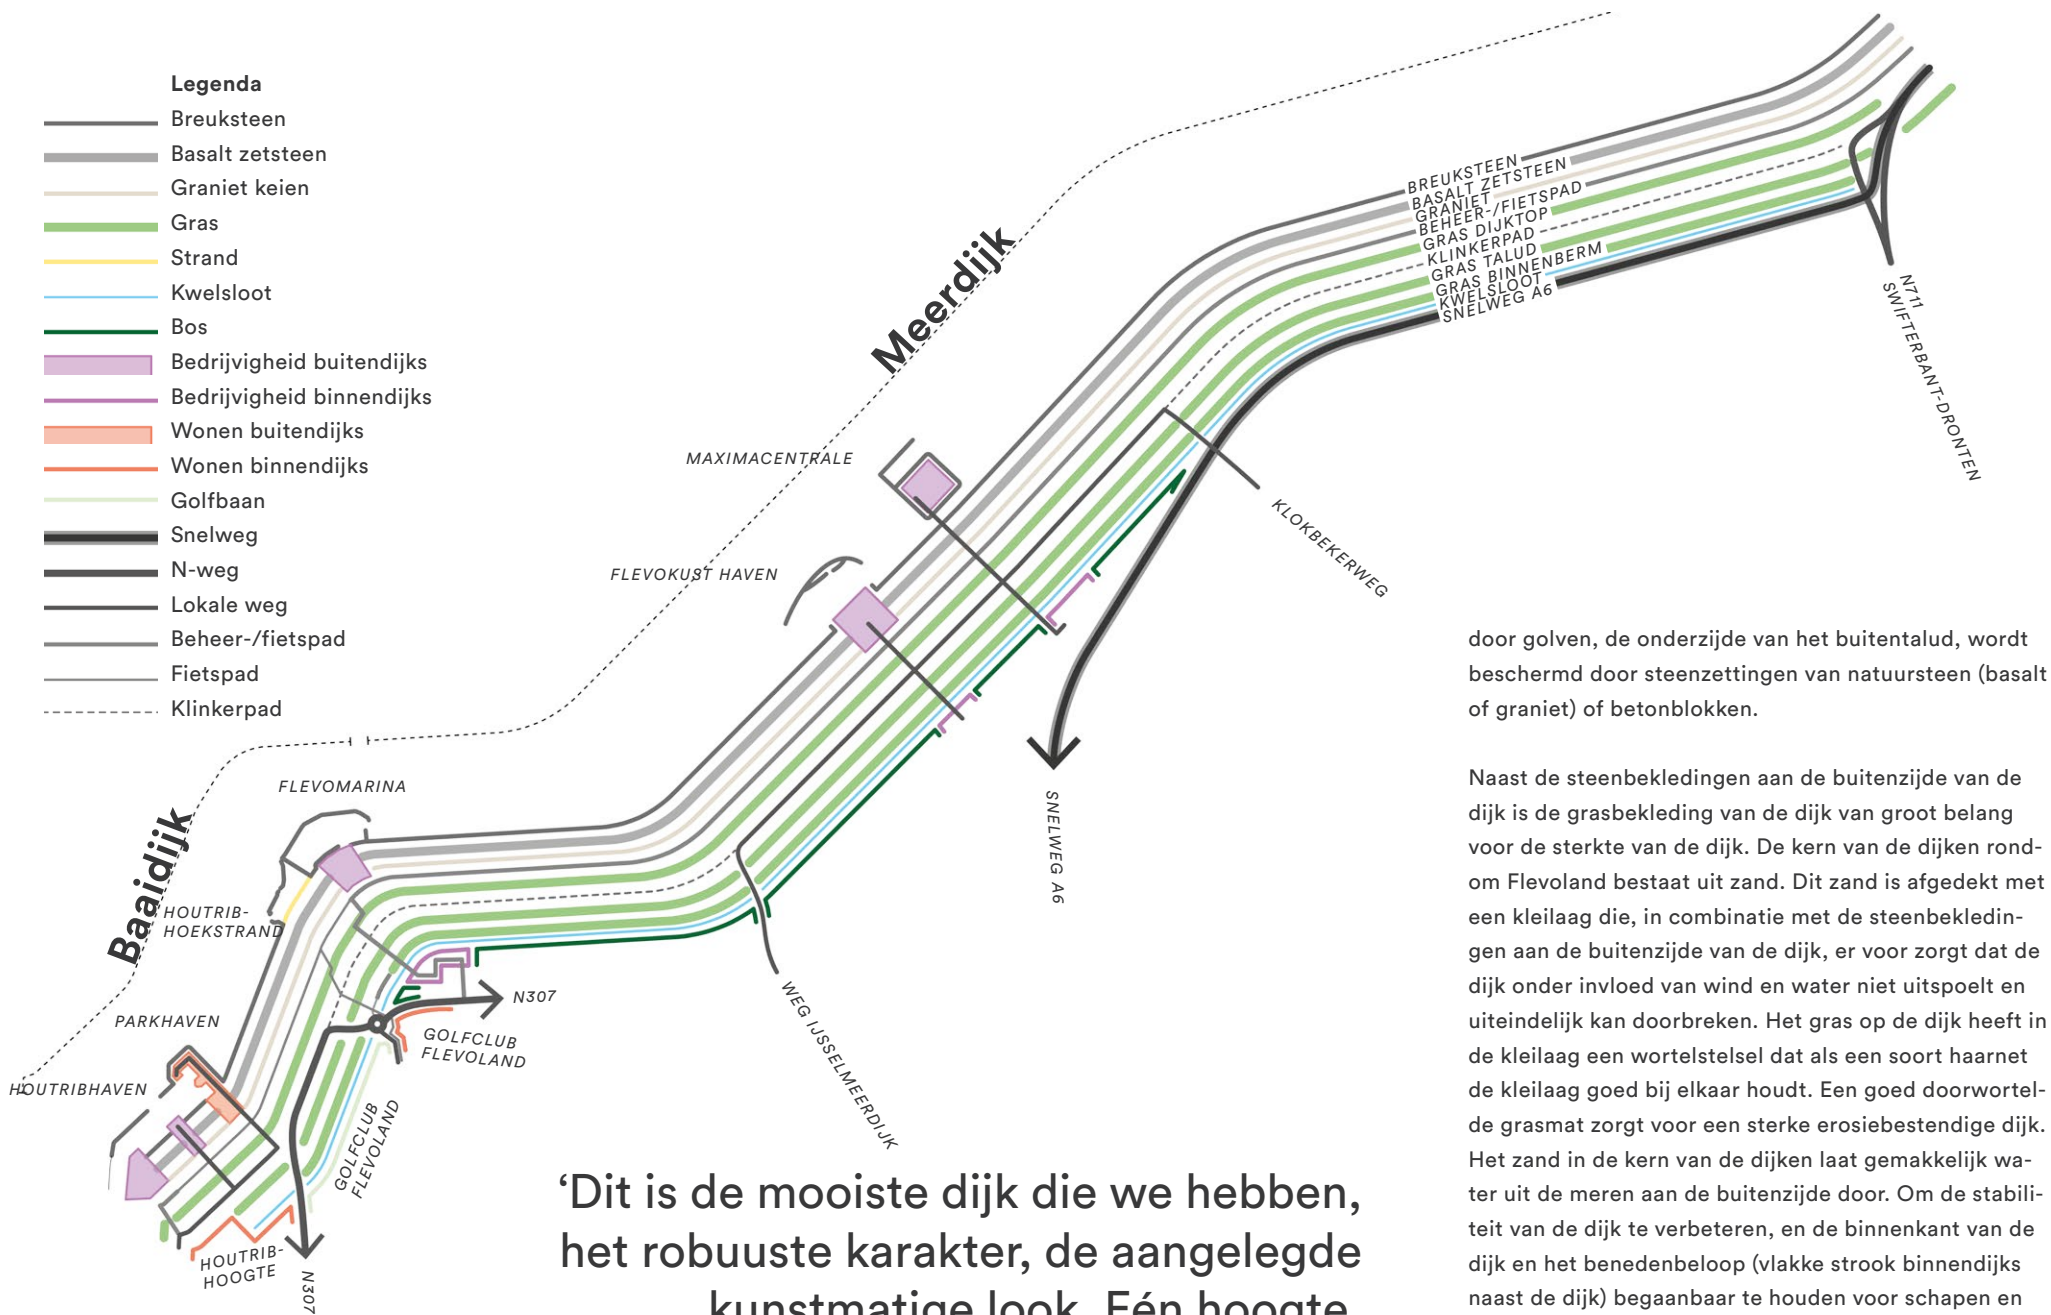 Legenda
Breuksteen
Basalt zetsteen
Graniet keien
Gras
Strand
Kwelsloot
Bos
Bedrijvigheid buitendijks
Bedrijvigheid binnendijks
Wonen buitendijks
Wonen binnendijks
Golfbaan
Snelweg
N-weg
Lokale weg
Beheer-/fietspad
Fietspad
Klinkerpad
Meerdijk
Baaidijk
BREUKSTEEN
BASALT ZETSTEEN
GRANIET
BEHEER-/FIETSPAD
GRAS DIJKTOP
KLINKERPAD
GRAS TALUD
GRAS BINNENBERM
KWELSLOOT
SNELWEG A6
N711
SWIFTERBANT-DRONTEN
MAXIMACENTRALE
FLEVOKUST HAVEN
KLOKBEKERWEG
SNELWEG A6
FLEVOMARINA
HOUTRIB-
HOEKSTRAND
PARKHAVEN
HOUTRIBHAVEN
N307
GOLFCLUB
FLEVOLAND
GOLFCLUB
FLEVOLAND
WEG IJSSELMEERDIJK
HOUTRIB-
HOOGTE
N307
‘Dit is de mooiste dijk die we hebben,
het robuuste karakter, de aangelegde
kunstmatige look. Eén hoogte,
door golven, de onderzijde van het buitentalud, wordt
beschermd door steenzettingen van natuursteen (basalt
of graniet) of betonblokken.
Naast de steenbekledingen aan de buitenzijde van de
dijk is de grasbekleding van de dijk van groot belang
voor de sterkte van de dijk. De kern van de dijken rond-
om Flevoland bestaat uit zand. Dit zand is afgedekt met
een kleilaag die, in combinatie met de steenbekledin-
gen aan de buitenzijde van de dijk, er voor zorgt dat de
dijk onder invloed van wind en water niet uitspoelt en
uiteindelijk kan doorbreken. Het gras op de dijk heeft in
de kleilaag een wortelstelsel dat als een soort haarnet
de kleilaag goed bij elkaar houdt. Een goed doorwortel-
de grasmat zorgt voor een sterke erosiebestendige dijk.
Het zand in de kern van de dijken laat gemakkelijk wa-
ter uit de meren aan de buitenzijde door. Om de stabili-
teit van de dijk te verbeteren, en de binnenkant van de
dijk en het benedenbeloop (vlakke strook binnendijks
naast de dijk) begaanbaar te houden voor schapen en